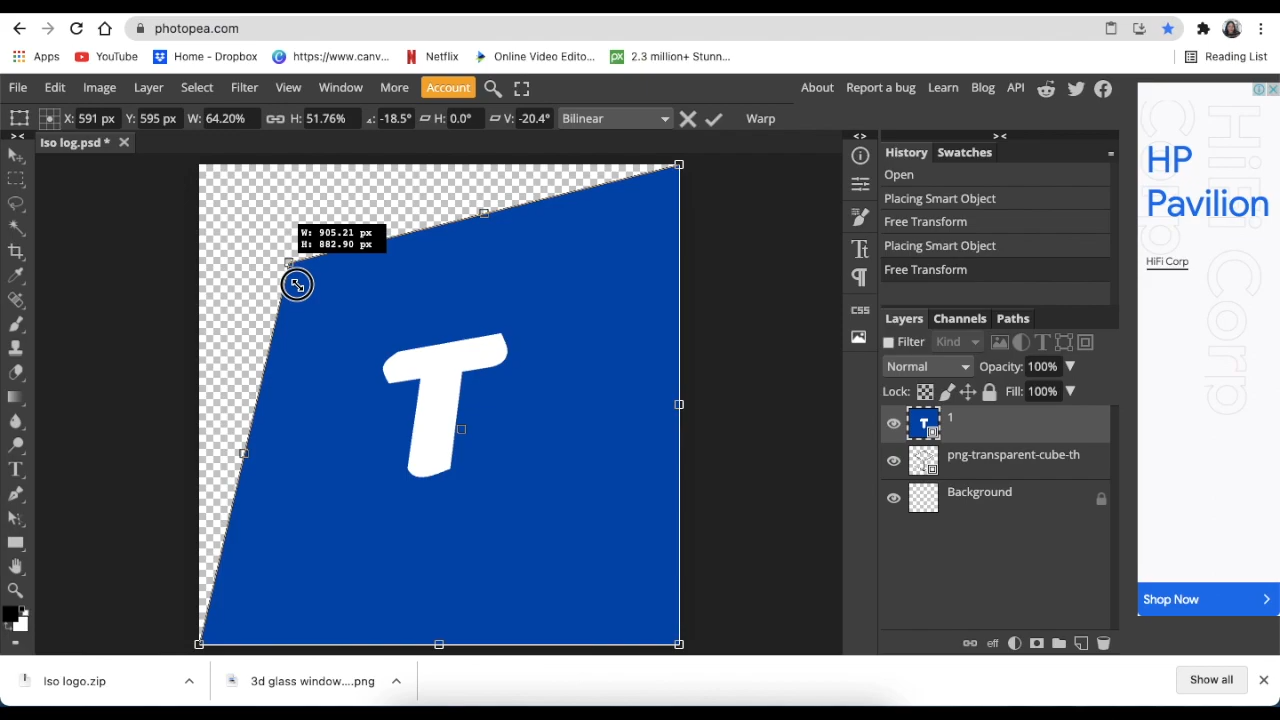 photopea.com
Apps YouTube Home - Dropbox https://www.canv... Netflix Online Video Edito... 2.3 million+ Stunn... Reading List
File Edit Image Layer Select Filter View Window More Account About Report a bug Learn Blog API
X: 591 px Y: 595 px W: 64.20% H: 51.76% ⊿: -18.5° H: 0.0° V: -20.4° Bilinear Warp
Iso log.psd *
History Swatches
Open
Placing Smart Object
Free Transform
Placing Smart Object
Free Transform
W: 905.21 px
H: 882.90 px
T
Layers Channels Paths
Filter Kind
Normal Opacity: 100%
Lock: Fill: 100%
1
png-transparent-cube-th
Background
CSS
eff
HP
Pavilion
HiFi Corp
HiFi Corp
Shop Now
Iso logo.zip 3d glass window....png Show all